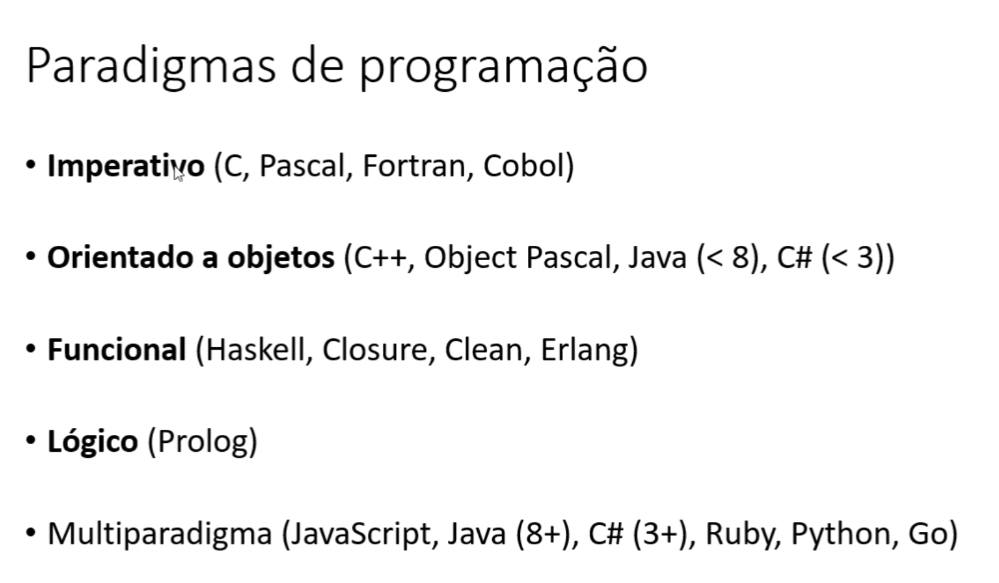 Paradigmas de programação
• Imperativo (C, Pascal, Fortran, Cobol)
• Orientado a objetos (C++, Object Pascal, Java (< 8), C# (< 3))
• Funcional (Haskell, Closure, Clean, Erlang)
• Lógico (Prolog)
• Multiparadigma (JavaScript, Java (8+), C# (3+), Ruby, Python, Go)